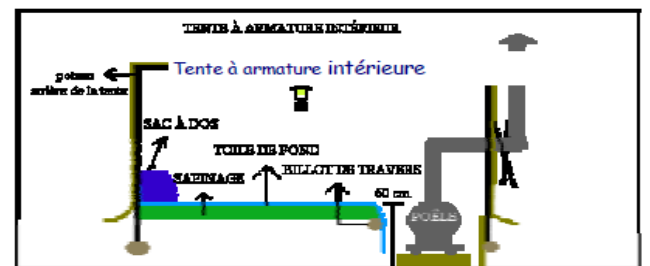 TENTE À ARMATURE INTÉRIEUR
Tente à armature intérieure
poteau
arrière de la tente
SAC À DOS
TOILE DE FOND
SAPINAGE
BILLOT DE TRAVERS
60 cm
POÊLE